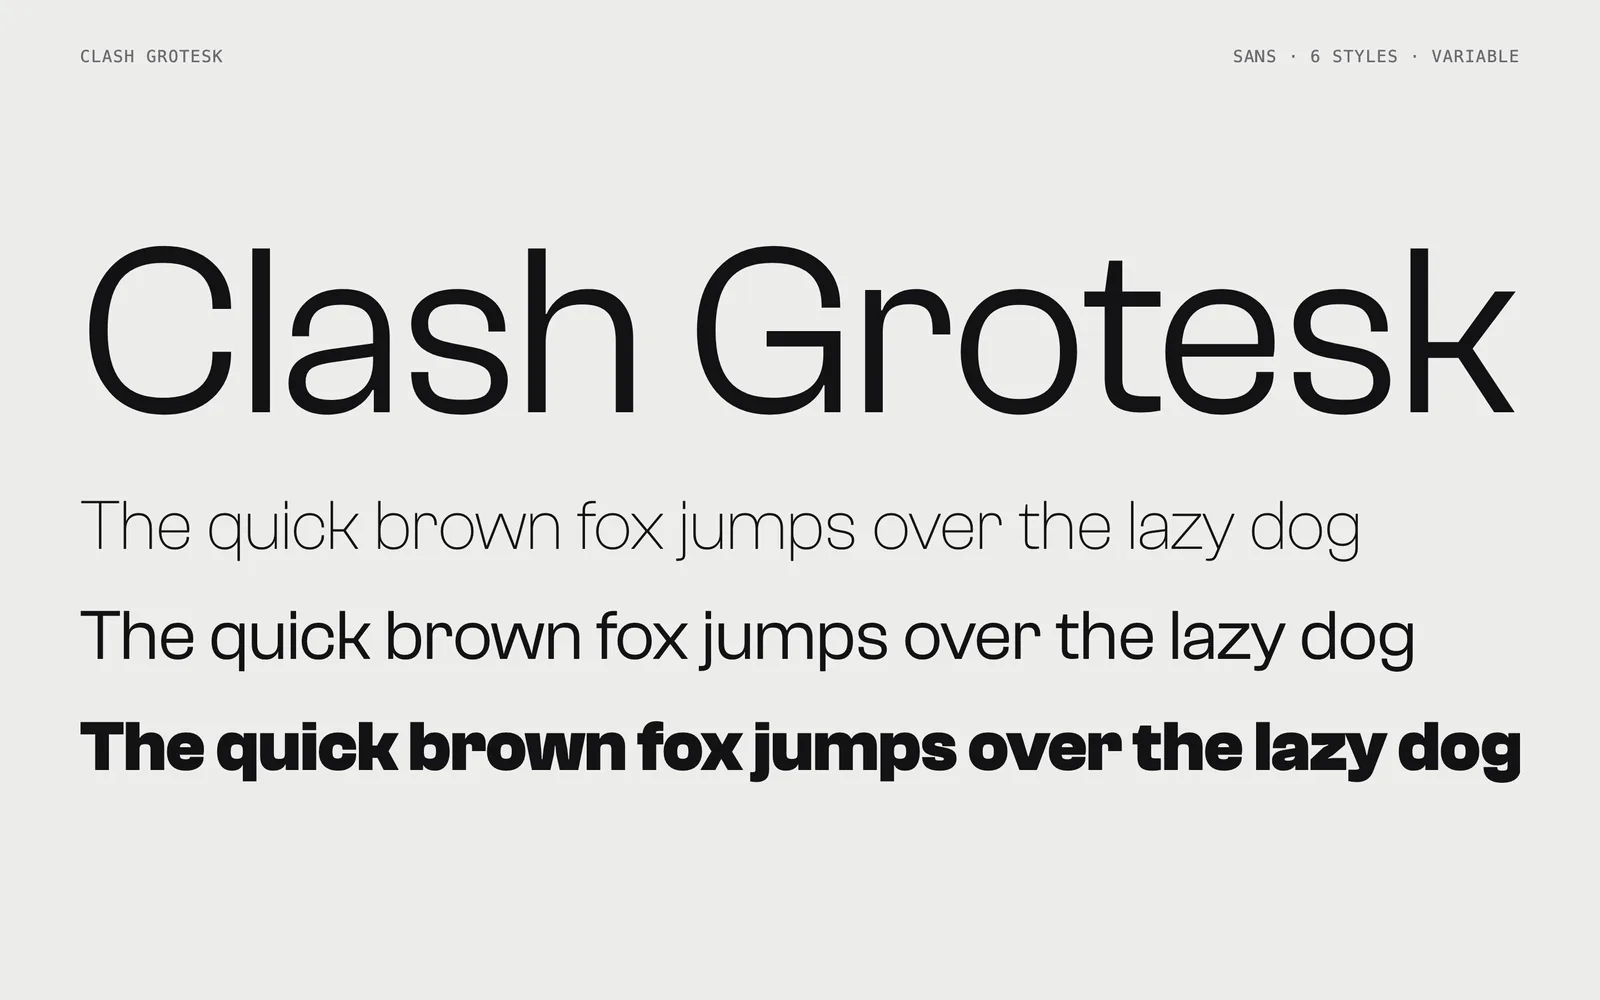 CLASH GROTESK
SANS · 6 STYLES · VARIABLE
Clash Grotesk
The quick brown fox jumps over the lazy dog
The quick brown fox jumps over the lazy dog
The quick brown fox jumps over the lazy dog